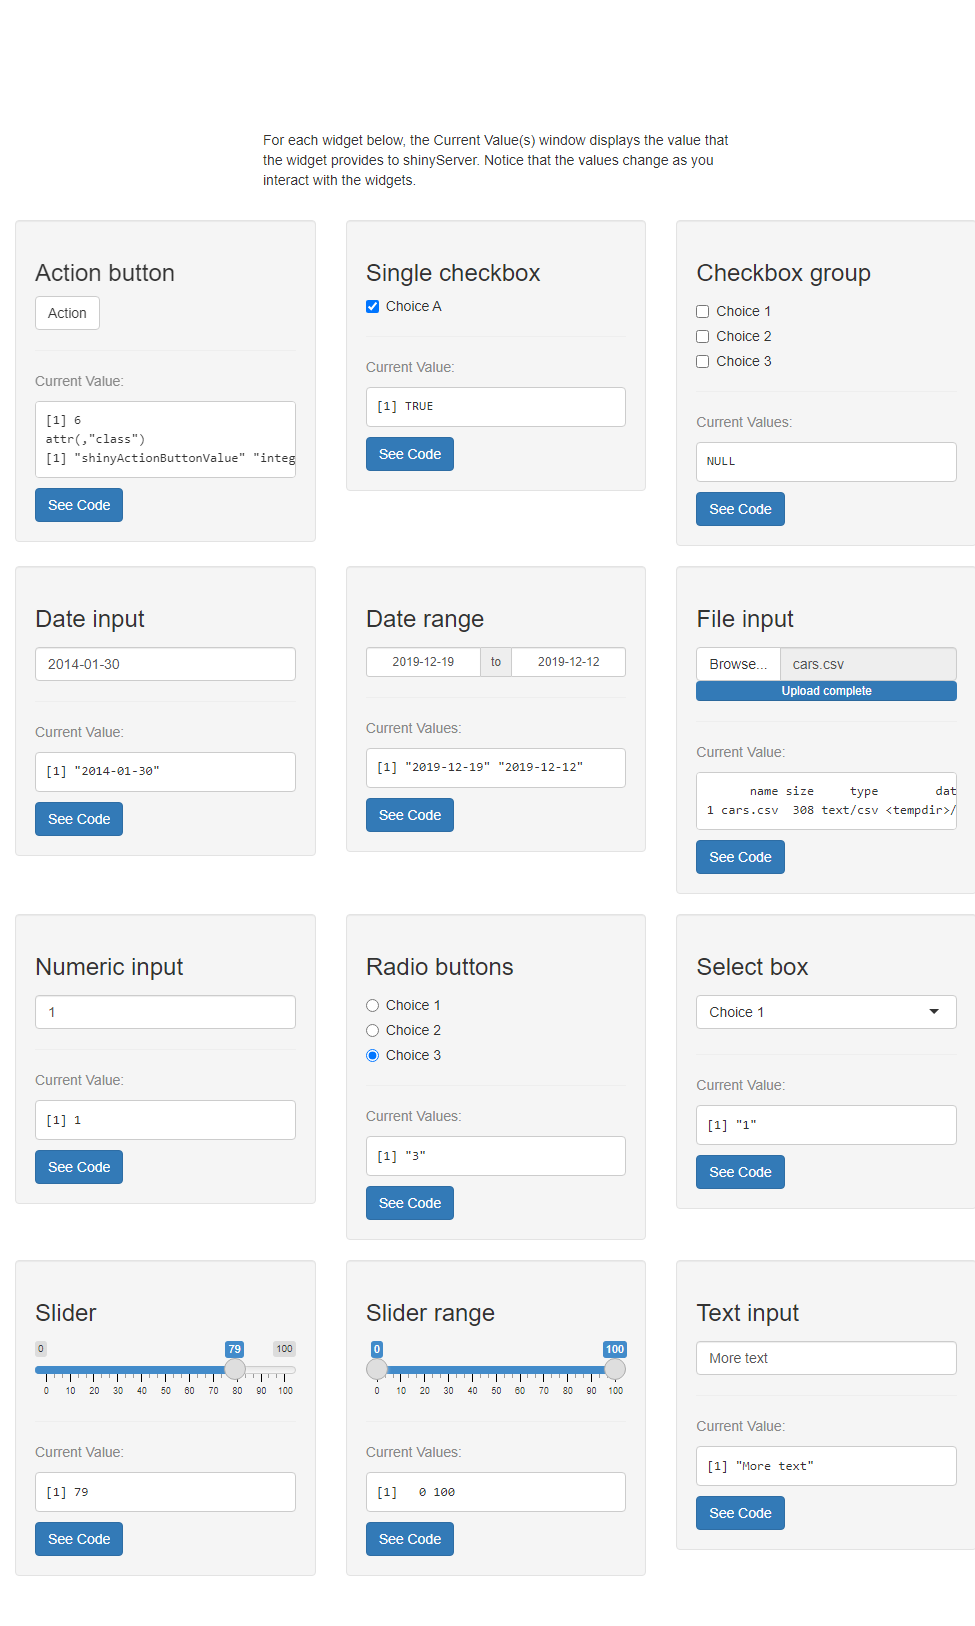 For each widget below, the Current Value(s) window displays the value that
the widget provides to shinyServer. Notice that the values change as you
interact with the widgets.
Action button
Action
Current Value:
[1] 6
attr(,"class")
[1] "shinyActionButtonValue" "integ
See Code
Single checkbox
Choice A
Current Value:
[1] TRUE
See Code
Checkbox group
Choice 1
Choice 2
Choice 3
Current Values:
NULL
See Code
Date input
2014-01-30
Current Value:
[1] "2014-01-30"
See Code
Date range
2019-12-19 to 2019-12-12
Current Values:
[1] "2019-12-19" "2019-12-12"
See Code
File input
Browse... cars.csv
Upload complete
Current Value:
name size type dat
1 cars.csv 308 text/csv <tempdir>/
See Code
Numeric input
1
Current Value:
[1] 1
See Code
Radio buttons
Choice 1
Choice 2
Choice 3
Current Values:
[1] "3"
See Code
Select box
Choice 1
Current Value:
[1] "1"
See Code
Slider
0 79 100
0 10 20 30 40 50 60 70 80 90 100
Current Value:
[1] 79
See Code
Slider range
0 100
0 10 20 30 40 50 60 70 80 90 100
Current Values:
[1] 0 100
See Code
Text input
More text
Current Value:
[1] "More text"
See Code